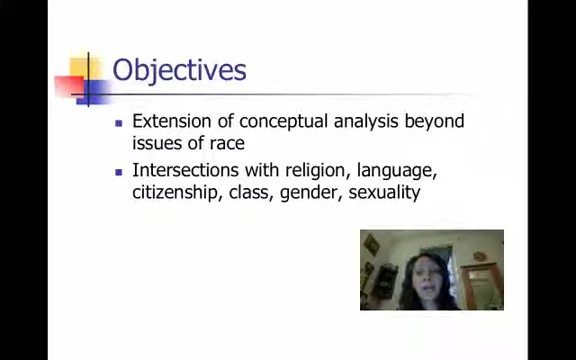 Objectives
Extension of conceptual analysis beyond
issues of race
Intersections with religion, language,
citizenship, class, gender, sexuality